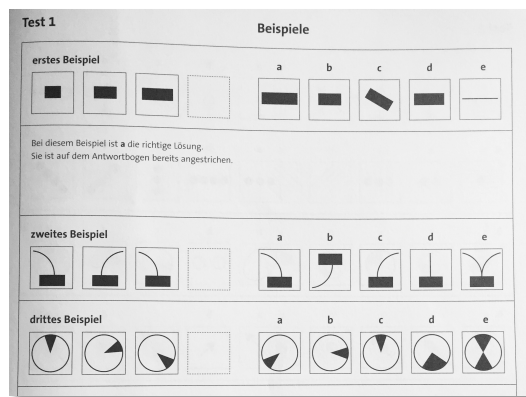 Test 1
Beispiele
erstes Beispiel
a b c d e
Bei diesem Beispiel ist a die richtige Lösung.
Sie ist auf dem Antwortbogen bereits angestrichen.
zweites Beispiel
a b c d e
drittes Beispiel
a b c d e